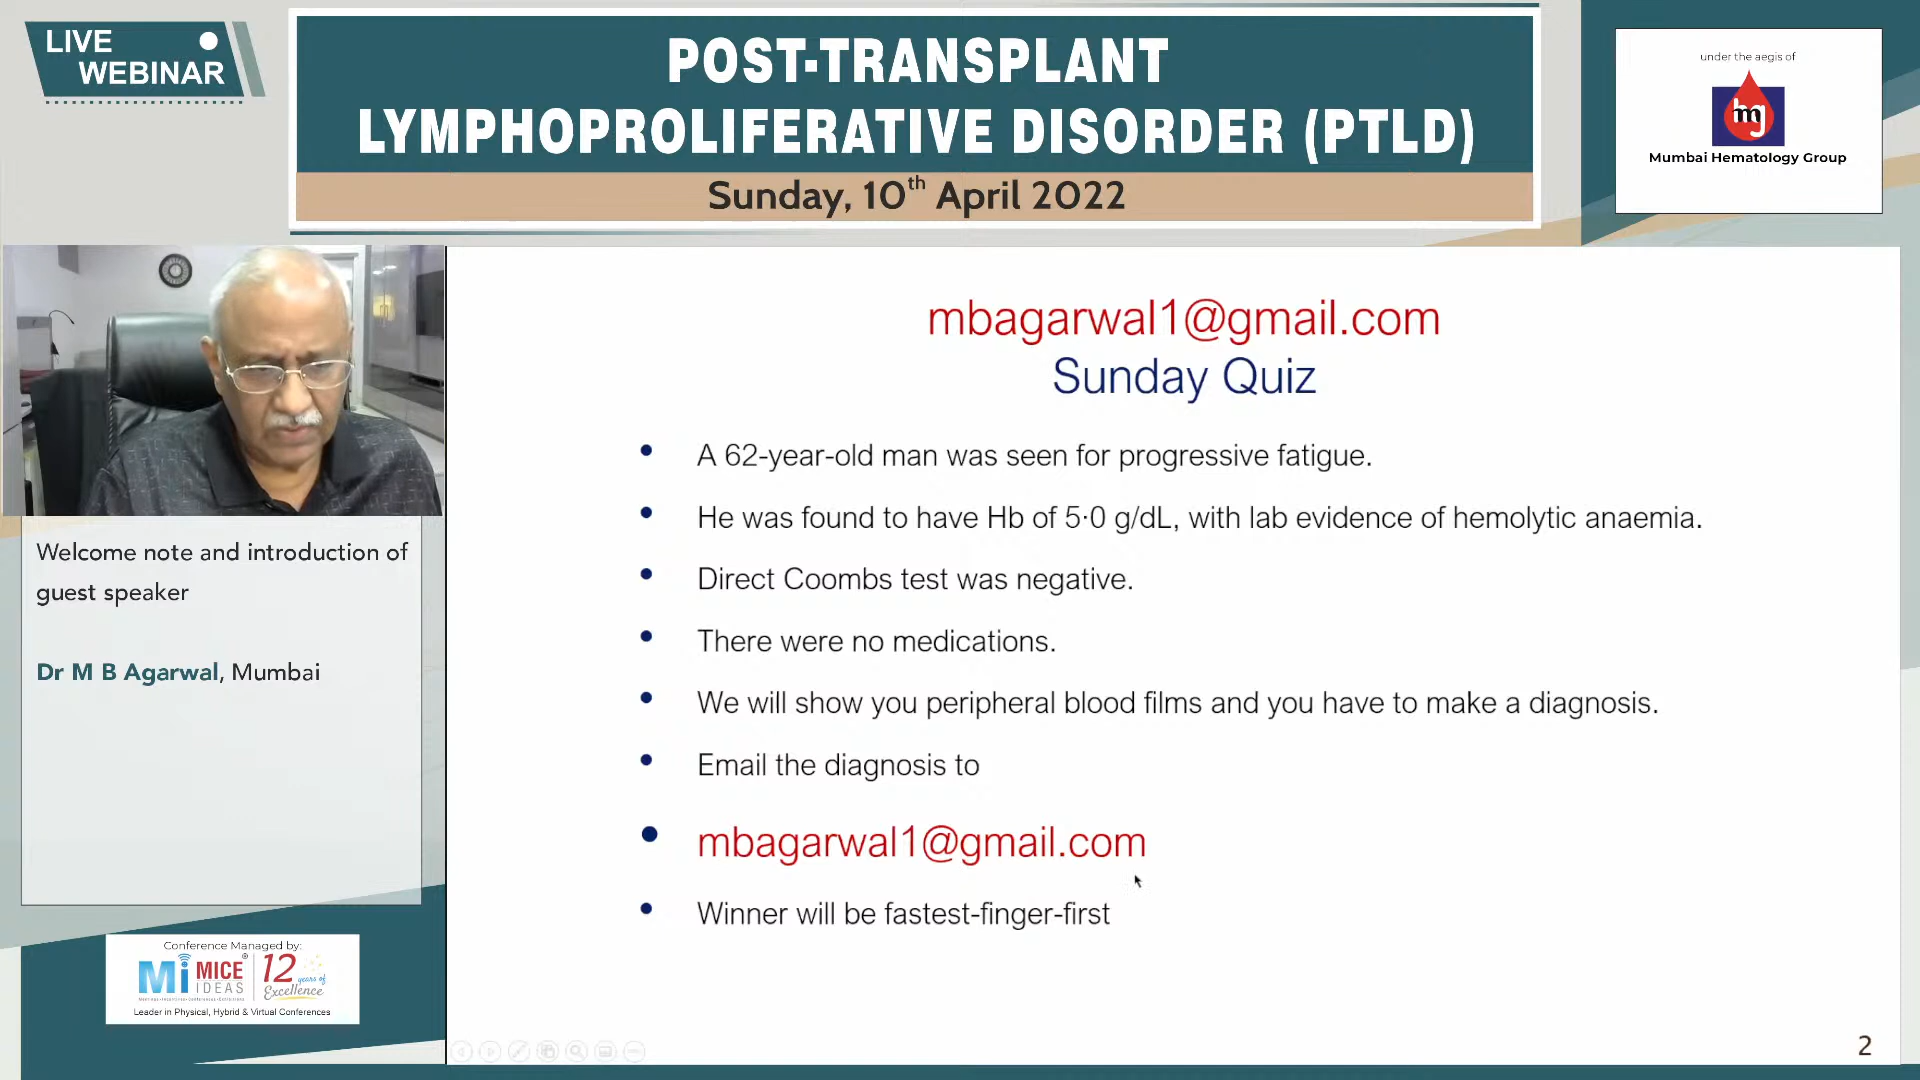 LIVE
WEBINAR
POST-TRANSPLANT
LYMPHOPROLIFERATIVE DISORDER (PTLD)
Sunday, 10th April 2022
under the aegis of
mg
Mumbai Hematology Group
mbagarwal1@gmail.com
Sunday Quiz
• A 62-year-old man was seen for progressive fatigue.
• He was found to have Hb of 5·0 g/dL, with lab evidence of hemolytic anaemia.
• Direct Coombs test was negative.
• There were no medications.
• We will show you peripheral blood films and you have to make a diagnosis.
• Email the diagnosis to
• mbagarwal1@gmail.com
• Winner will be fastest-finger-first
Welcome note and introduction of
guest speaker
Dr M B Agarwal, Mumbai
Conference Managed by:
Mi MICE IDEAS
12 years of Excellence
Leader in Physical, Hybrid & Virtual Conferences
2